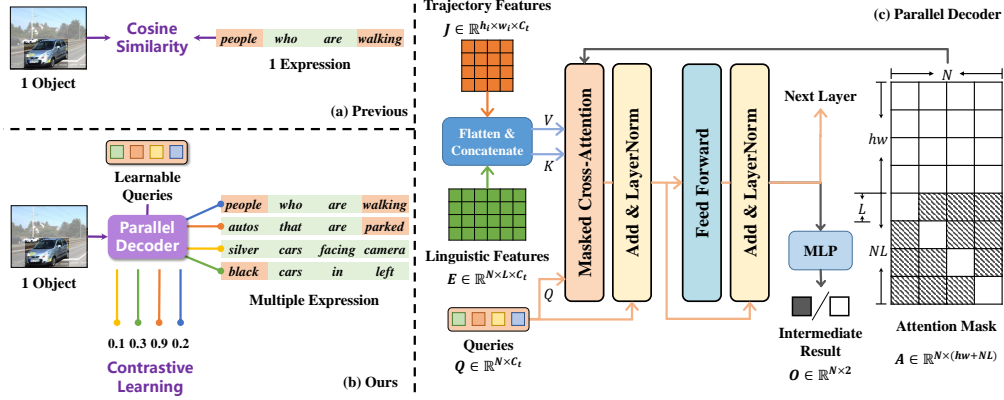 1 Object
Cosine
Similarity
people who are walking
1 Expression
(a) Previous
Learnable
Queries
1 Object
Parallel
Decoder
people who are walking
autos that are parked
silver cars facing camera
black cars in left
Multiple Expression
0.1 0.3 0.9 0.2
Contrastive
Learning
(b) Ours
Trajectory Features
J ∈ ℝ^{h_i×w_i×C_t}
Flatten &
Concatenate
V
K
Linguistic Features
E ∈ ℝ^{N×L×C_t}
Q
Queries
Q ∈ ℝ^{N×C_t}
Masked Cross-Attention
Add & LayerNorm
Feed Forward
Add & LayerNorm
Next Layer
MLP
Intermediate
Result
O ∈ ℝ^{N×2}
(c) Parallel Decoder
N
hw
L
NL
Attention Mask
A ∈ ℝ^{N×(hw+NL)}